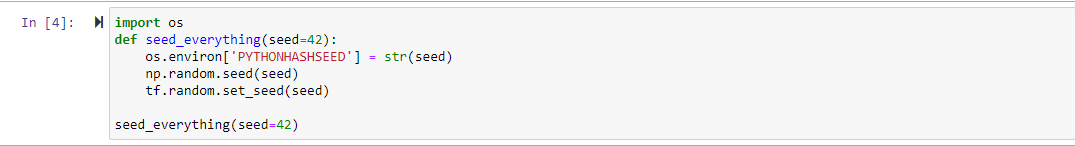 In [4]:
import os
def seed_everything(seed=42):
    os.environ['PYTHONHASHSEED'] = str(seed)
    np.random.seed(seed)
    tf.random.set_seed(seed)

seed_everything(seed=42)